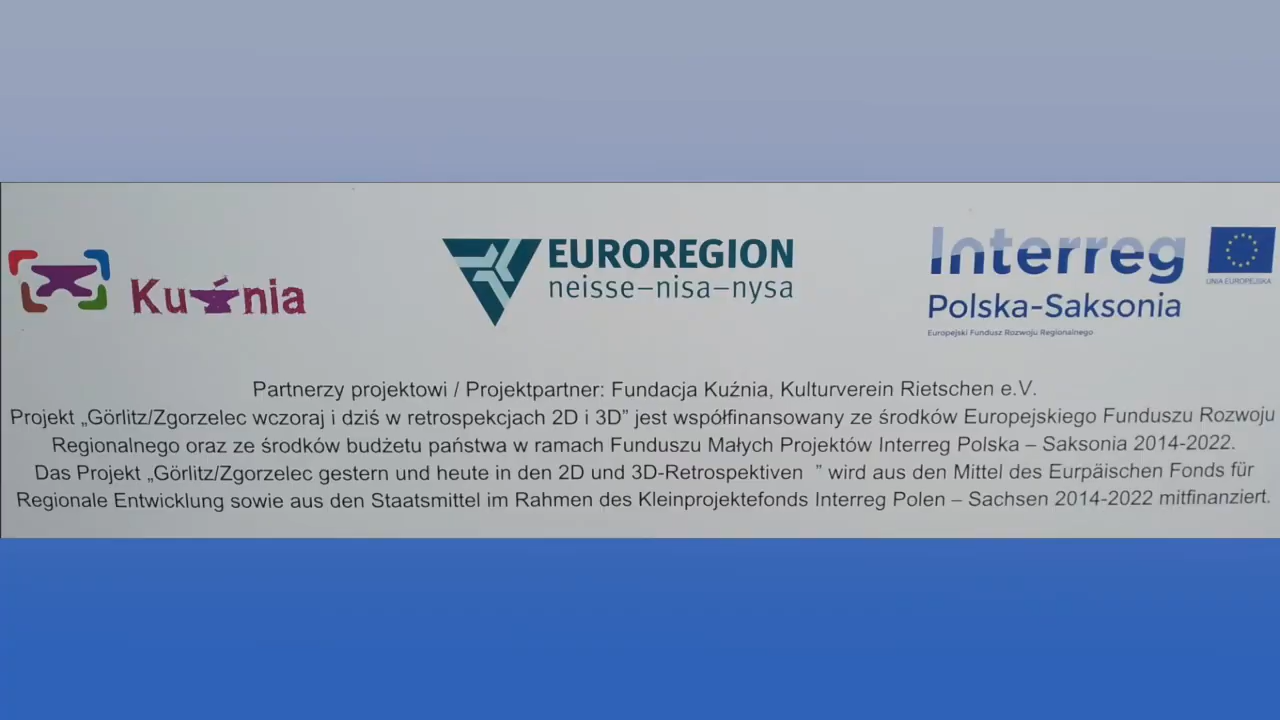 Kuźnia
EUROREGION
neisse–nisa–nysa
Interreg
Polska-Saksonia
Europejski Fundusz Rozwoju Regionalnego
UNIA EUROPEJSKA
Partnerzy projektowi / Projektpartner: Fundacja Kuźnia, Kulturverein Rietschen e.V.
Projekt „Görlitz/Zgorzelec wczoraj i dziś w retrospekcjach 2D i 3D” jest współfinansowany ze środków Europejskiego Funduszu Rozwoju
Regionalnego oraz ze środków budżetu państwa w ramach Funduszu Małych Projektów Interreg Polska – Saksonia 2014-2022.
Das Projekt „Görlitz/Zgorzelec gestern und heute in den 2D und 3D-Retrospektiven ” wird aus den Mittel des Eurpäischen Fonds für
Regionale Entwicklung sowie aus den Staatsmittel im Rahmen des Kleinprojektefonds Interreg Polen – Sachsen 2014-2022 mitfinanziert.